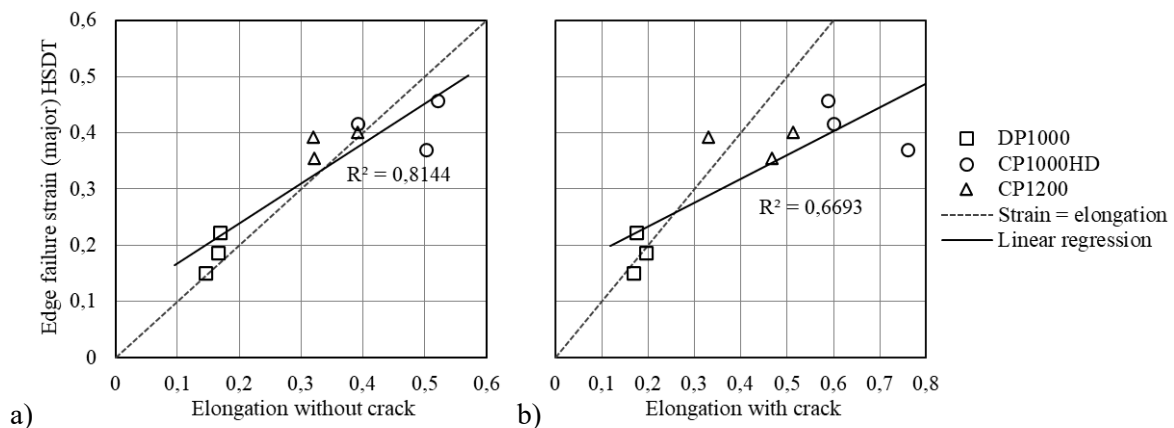 Edge failure strain (major) HSDT
0,6
0,5
0,4
0,3
0,2
0,1
0
R² = 0,8144
0 0,1 0,2 0,3 0,4 0,5 0,6
a) Elongation without crack
R² = 0,6693
0 0,1 0,2 0,3 0,4 0,5 0,6 0,7 0,8
b) Elongation with crack
DP1000
CP1000HD
CP1200
Strain = elongation
Linear regression